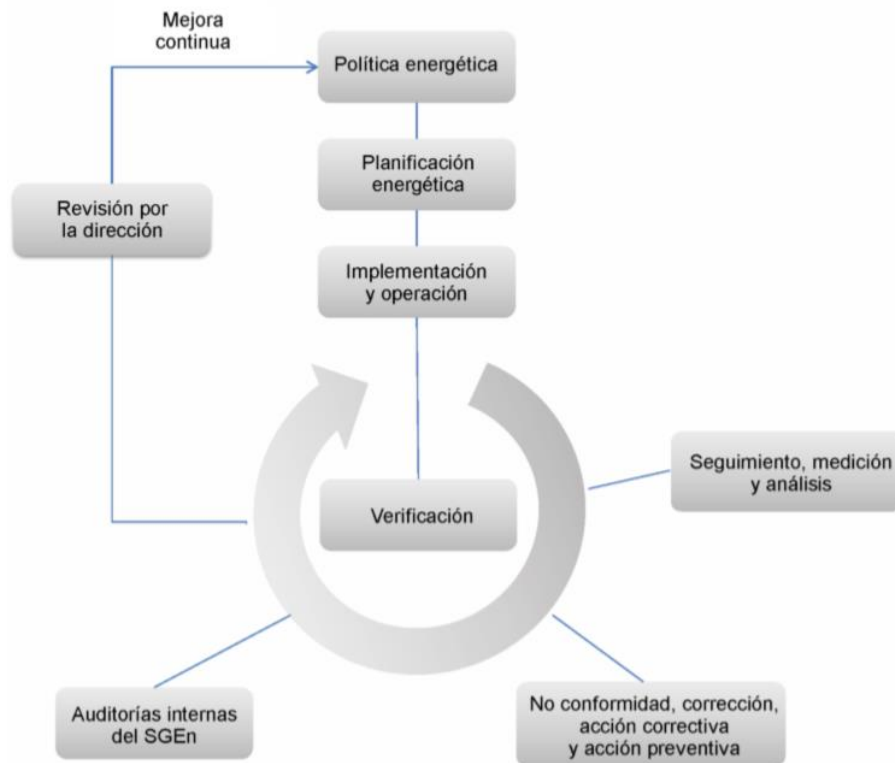 Mejora
continua
Política energética
Planificación
energética
Revisión por
la dirección
Implementación
y operación
Seguimiento, medición
y análisis
Verificación
Auditorías internas
del SGEn
No conformidad, corrección,
acción correctiva
y acción preventiva